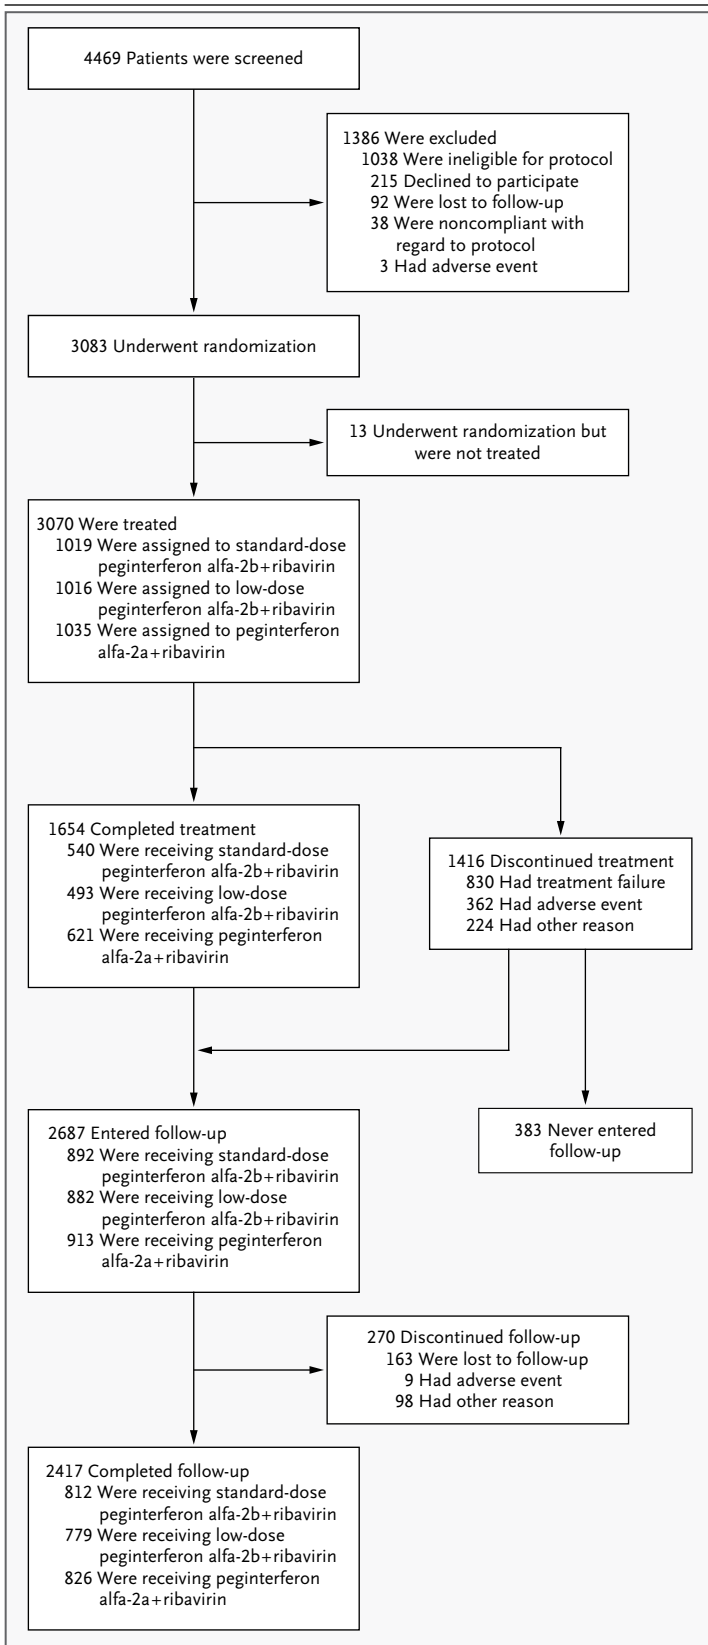 4469 Patients were screened
1386 Were excluded
1038 Were ineligible for protocol
215 Declined to participate
92 Were lost to follow-up
38 Were noncompliant with
regard to protocol
3 Had adverse event
3083 Underwent randomization
13 Underwent randomization but
were not treated
3070 Were treated
1019 Were assigned to standard-dose
peginterferon alfa-2b+ribavirin
1016 Were assigned to low-dose
peginterferon alfa-2b+ribavirin
1035 Were assigned to peginterferon
alfa-2a+ribavirin
1654 Completed treatment
540 Were receiving standard-dose
peginterferon alfa-2b+ribavirin
493 Were receiving low-dose
peginterferon alfa-2b+ribavirin
621 Were receiving peginterferon
alfa-2a+ribavirin
1416 Discontinued treatment
830 Had treatment failure
362 Had adverse event
224 Had other reason
2687 Entered follow-up
892 Were receiving standard-dose
peginterferon alfa-2b+ribavirin
882 Were receiving low-dose
peginterferon alfa-2b+ribavirin
913 Were receiving peginterferon
alfa-2a+ribavirin
383 Never entered
follow-up
270 Discontinued follow-up
163 Were lost to follow-up
9 Had adverse event
98 Had other reason
2417 Completed follow-up
812 Were receiving standard-dose
peginterferon alfa-2b+ribavirin
779 Were receiving low-dose
peginterferon alfa-2b+ribavirin
826 Were receiving peginterferon
alfa-2a+ribavirin